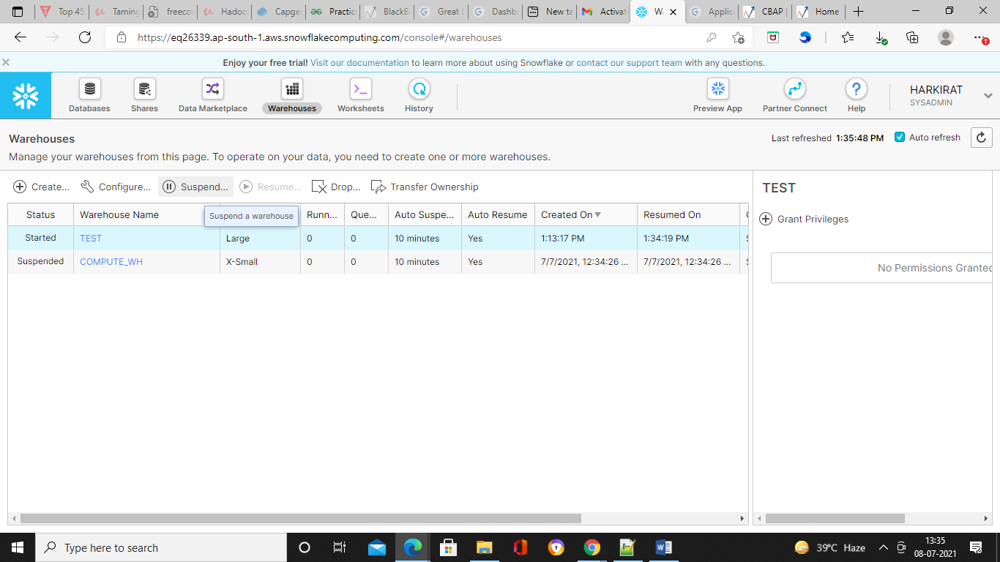 Top 45
Taming
freecou
Hadoo
Capge
Practic
BlackB
Great L
Dashbo
New ta
Activat
Wa
Applic
CBAP
Home
https://eq26339.ap-south-1.aws.snowflakecomputing.com/console#/warehouses
Enjoy your free trial! Visit our documentation to learn more about using Snowflake or contact our support team with any questions.
Databases
Shares
Data Marketplace
Warehouses
Worksheets
History
Preview App
Partner Connect
Help
HARKIRAT
SYSADMIN
Warehouses
Manage your warehouses from this page. To operate on your data, you need to create one or more warehouses.
Last refreshed 1:35:48 PM Auto refresh
Create... Configure... Suspend... Resume... Drop... Transfer Ownership
Suspend a warehouse
Status Warehouse Name Runn... Que... Auto Suspe... Auto Resume Created On Resumed On
Started TEST Large 0 0 10 minutes Yes 1:13:17 PM 1:34:19 PM
Suspended COMPUTE_WH X-Small 0 0 10 minutes Yes 7/7/2021, 12:34:26 ... 7/7/2021, 12:34:26 ...
TEST
Grant Privileges
No Permissions Granted
Type here to search
39°C Haze
13:35
08-07-2021